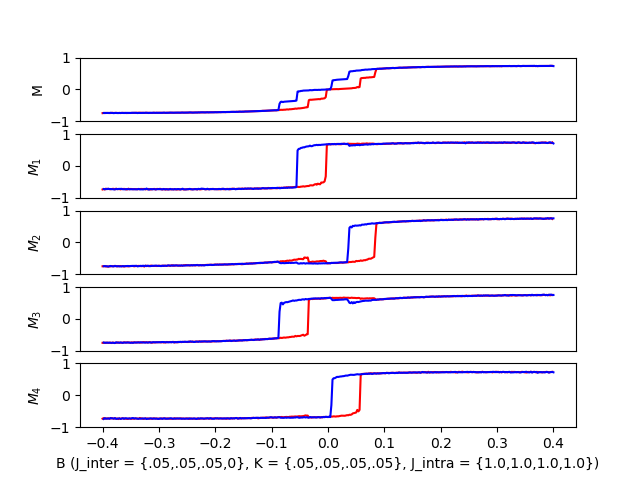 1
M 0
−1
1
M₁ 0
−1
1
M₂ 0
−1
1
M₃ 0
−1
1
M₄ 0
−1
−0.4 −0.3 −0.2 −0.1 0.0 0.1 0.2 0.3 0.4
B (J_inter = {.05,.05,.05,0}, K = {.05,.05,.05,.05}, J_intra = {1.0,1.0,1.0,1.0})